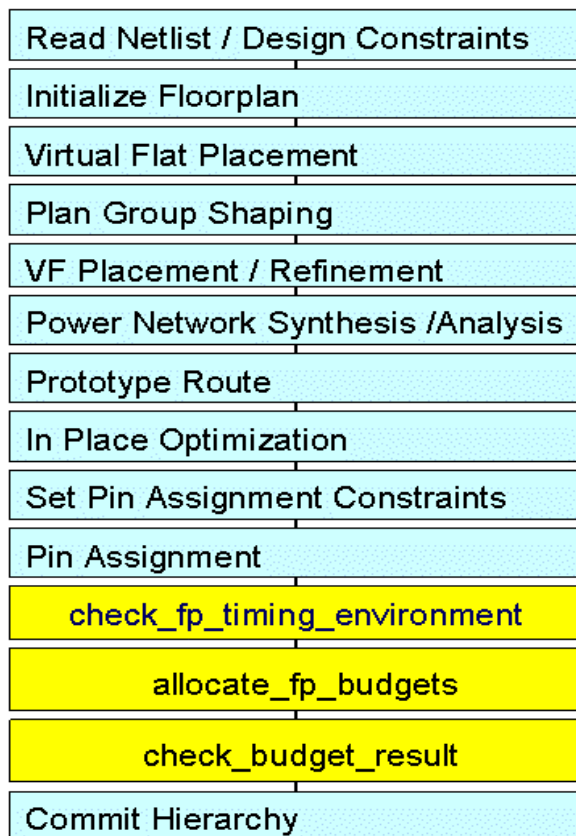 Read Netlist / Design Constraints
Initialize Floorplan
Virtual Flat Placement
Plan Group Shaping
VF Placement / Refinement
Power Network Synthesis /Analysis
Prototype Route
In Place Optimization
Set Pin Assignment Constraints
Pin Assignment
check_fp_timing_environment
allocate_fp_budgets
check_budget_result
Commit Hierarchy